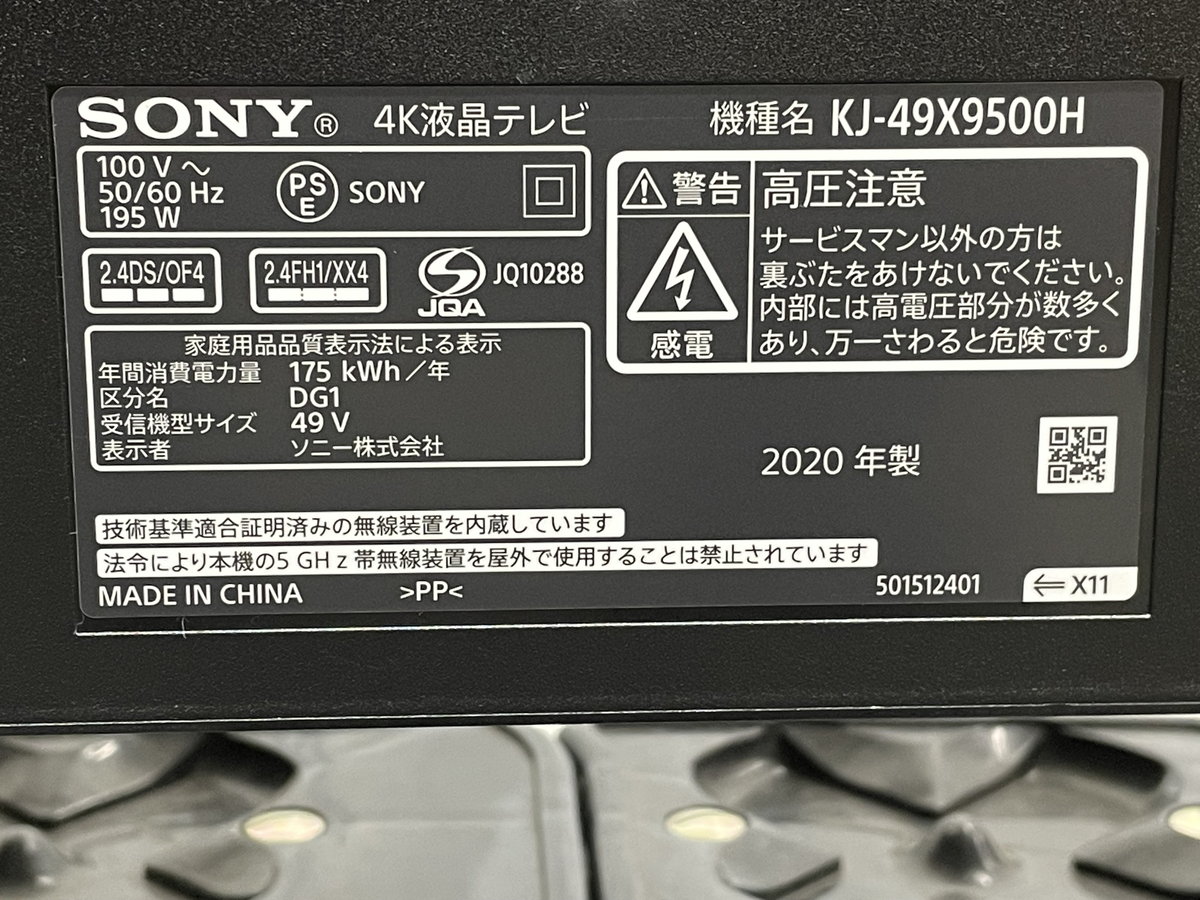 SONY® 4K液晶テレビ
機種名 KJ-49X9500H
100 V ～
50/60 Hz
195 W
PSE SONY
2.4DS/OF4
2.4FH1/XX4
JQA JQ10288
家庭用品品質表示法による表示
年間消費電力量 175 kWh／年
区分名 DG1
受信機型サイズ 49 V
表示者 ソニー株式会社
警告
感電
高圧注意
サービスマン以外の方は
裏ぶたをあけないでください。
内部には高電圧部分が数多く
あり、万一さわると危険です。
2020 年製
技術基準適合証明済みの無線装置を内蔵しています
法令により本機の5 GHz帯無線装置を屋外で使用することは禁止されています
MADE IN CHINA >PP< 501512401 ⇐ X11